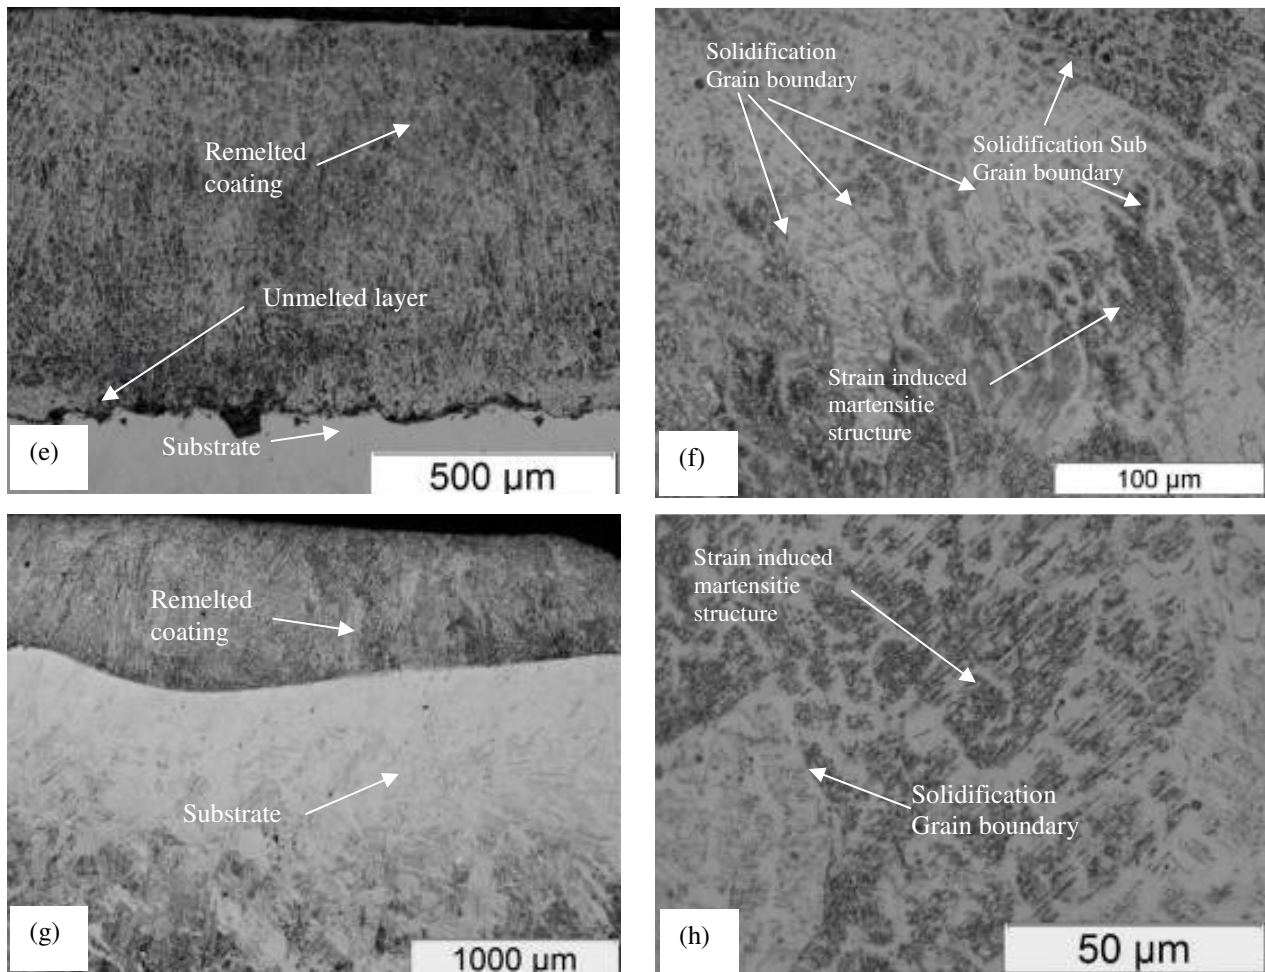 Remelted
coating
Unmelted layer
Substrate
(e)
500 µm
Solidification
Grain boundary
Solidification Sub
Grain boundary
Strain induced
martensitie
structure
(f)
100 µm
Remelted
coating
Substrate
(g)
1000 µm
Strain induced
martensitie
structure
Solidification
Grain boundary
(h)
50 µm